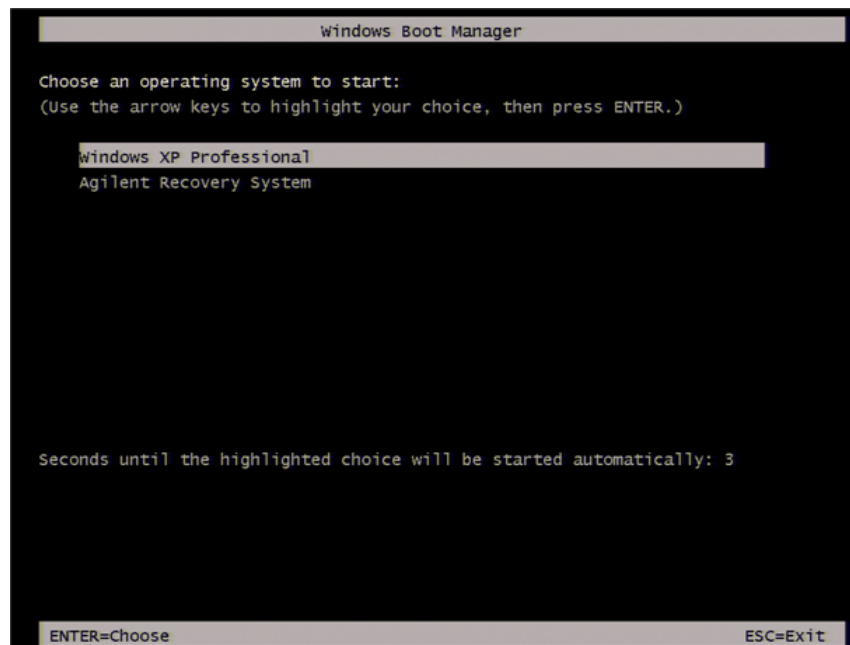 Windows Boot Manager
Choose an operating system to start:
(Use the arrow keys to highlight your choice, then press ENTER.)
Windows XP Professional
Agilent Recovery System
Seconds until the highlighted choice will be started automatically: 3
ENTER=Choose ESC=Exit